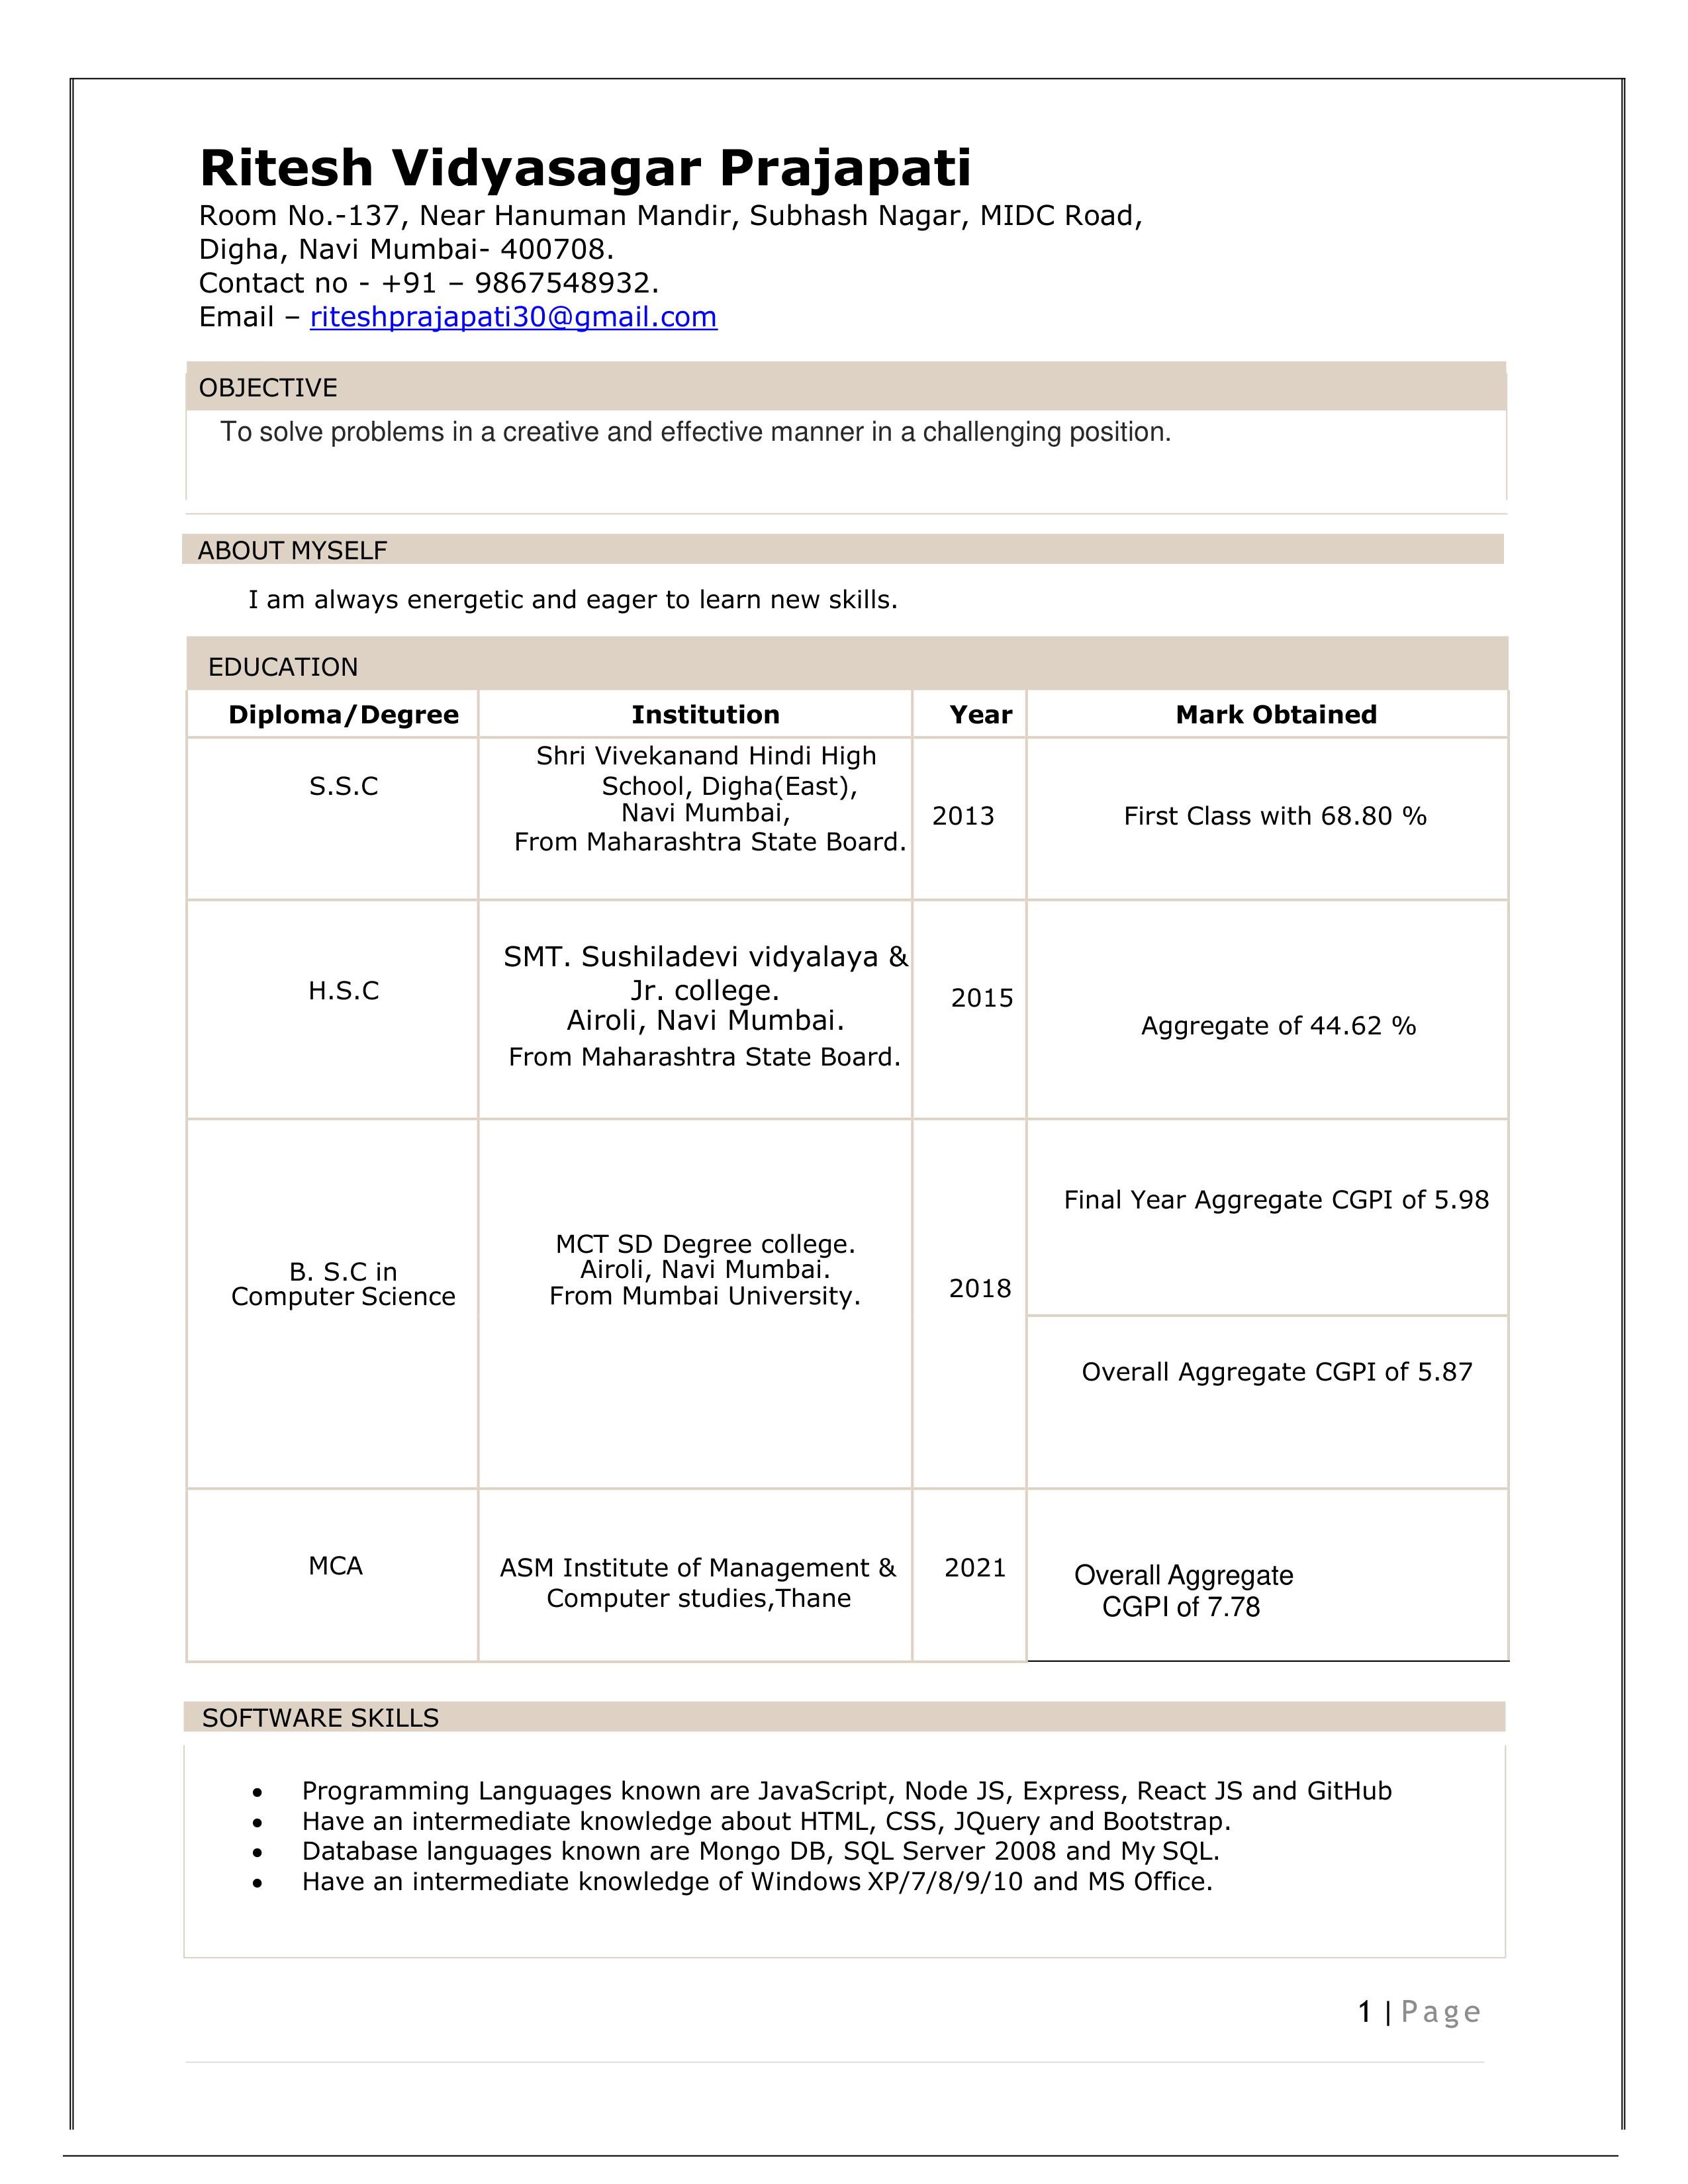 Ritesh Vidyasagar Prajapati
Room No.-137, Near Hanuman Mandir, Subhash Nagar, MIDC Road,
Digha, Navi Mumbai- 400708.
Contact no - +91 – 9867548932.
Email – riteshprajapati30@gmail.com
OBJECTIVE
To solve problems in a creative and effective manner in a challenging position.
ABOUT MYSELF
I am always energetic and eager to learn new skills.
EDUCATION
Diploma/Degree Institution Year Mark Obtained
S.S.C
Shri Vivekanand Hindi High
School, Digha(East),
Navi Mumbai,
From Maharashtra State Board.
2013
First Class with 68.80 %
H.S.C
SMT. Sushiladevi vidyalaya &
Jr. college.
Airoli, Navi Mumbai.
From Maharashtra State Board.
2015
Aggregate of 44.62 %
B. S.C in
Computer Science
MCT SD Degree college.
Airoli, Navi Mumbai.
From Mumbai University.
2018
Final Year Aggregate CGPI of 5.98
Overall Aggregate CGPI of 5.87
MCA
ASM Institute of Management &
Computer studies,Thane
2021
Overall Aggregate
CGPI of 7.78
SOFTWARE SKILLS
• Programming Languages known are JavaScript, Node JS, Express, React JS and GitHub
• Have an intermediate knowledge about HTML, CSS, JQuery and Bootstrap.
• Database languages known are Mongo DB, SQL Server 2008 and My SQL.
• Have an intermediate knowledge of Windows XP/7/8/9/10 and MS Office.
1 | Page